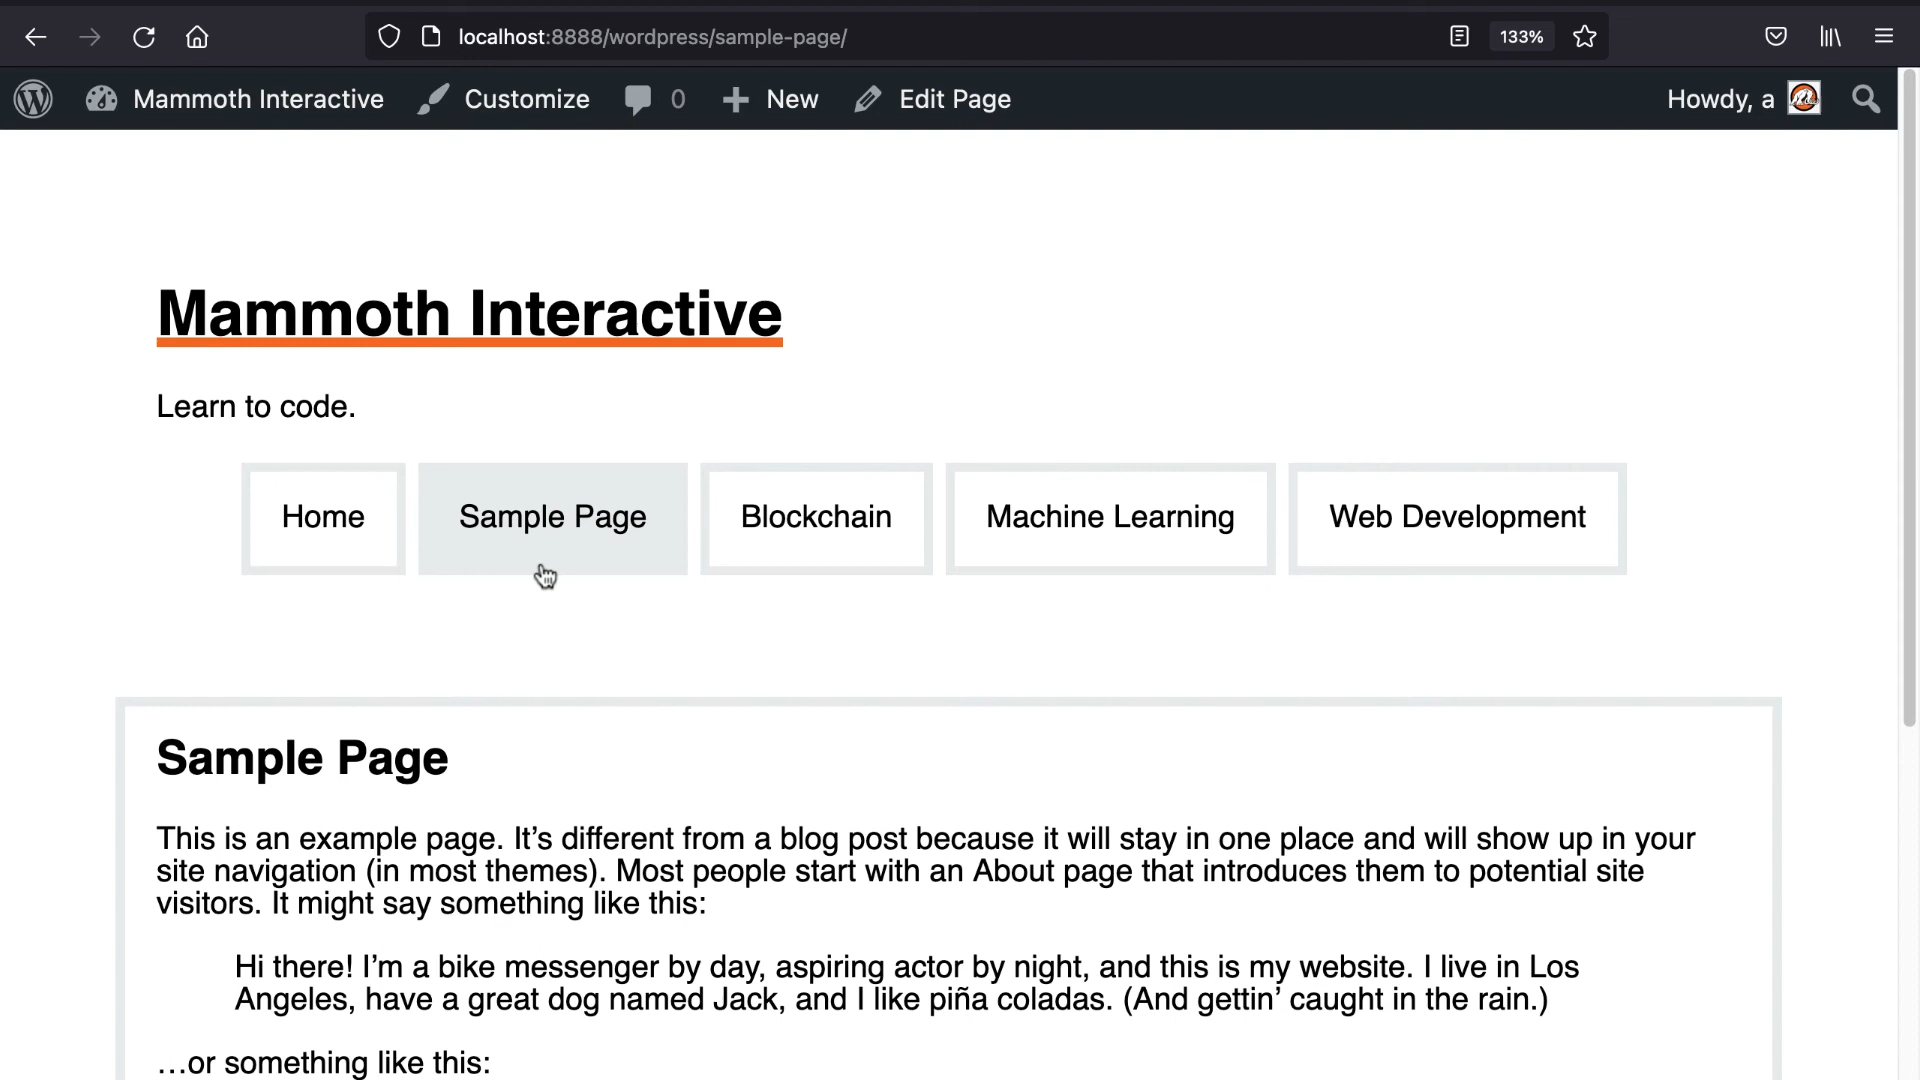 localhost:8888/wordpress/sample-page/
133%
Mammoth Interactive
Customize
0
New
Edit Page
Howdy, a
Mammoth Interactive
Learn to code.
Home
Sample Page
Blockchain
Machine Learning
Web Development
Sample Page
This is an example page. It’s different from a blog post because it will stay in one place and will show up in your
site navigation (in most themes). Most people start with an About page that introduces them to potential site
visitors. It might say something like this:
Hi there! I’m a bike messenger by day, aspiring actor by night, and this is my website. I live in Los
Angeles, have a great dog named Jack, and I like piña coladas. (And gettin’ caught in the rain.)
…or something like this: